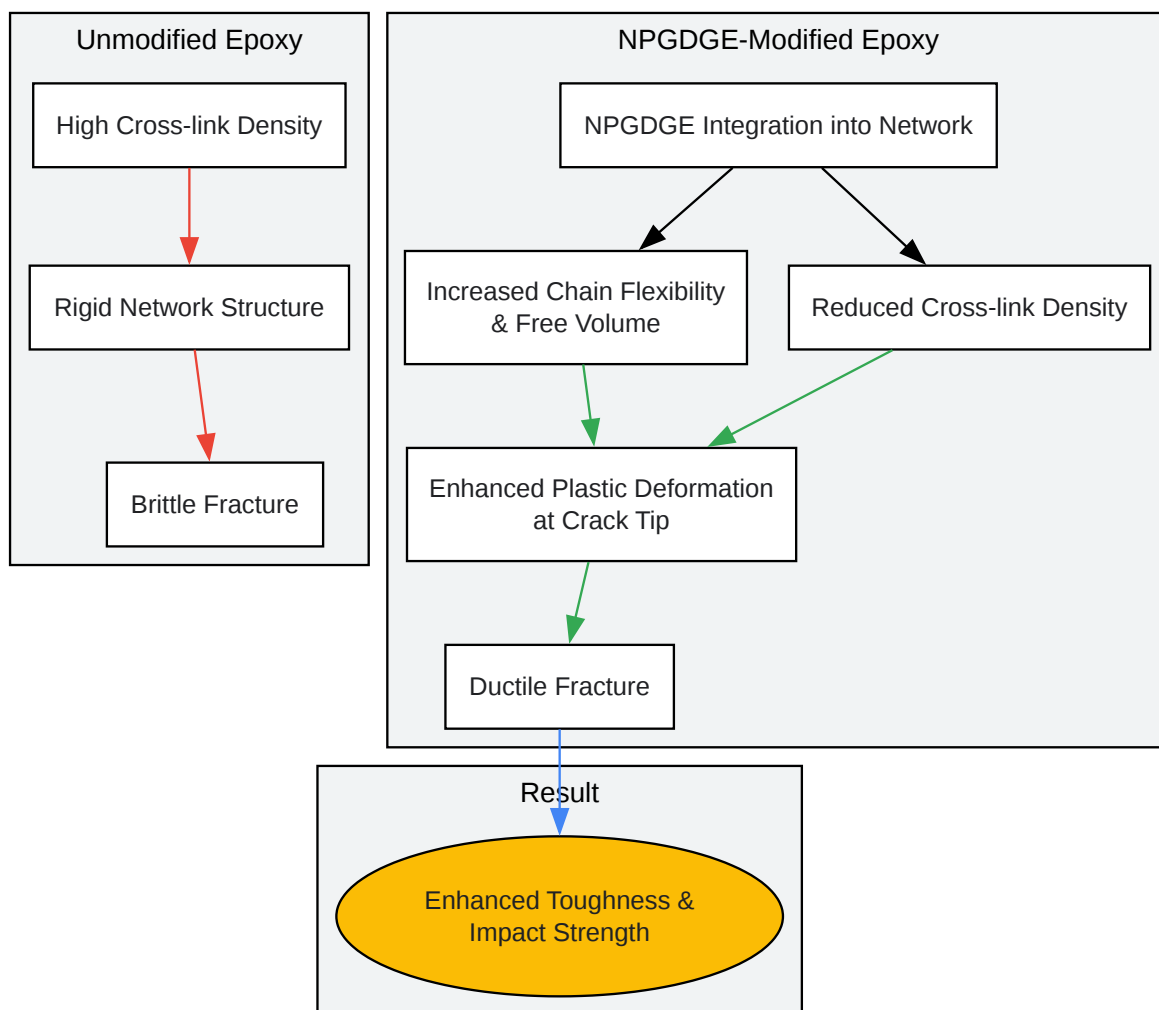 Unmodified Epoxy
High Cross-link Density
Rigid Network Structure
Brittle Fracture
NPGDGE-Modified Epoxy
NPGDGE Integration into Network
Increased Chain Flexibility
& Free Volume
Reduced Cross-link Density
Enhanced Plastic Deformation
at Crack Tip
Ductile Fracture
Result
Enhanced Toughness &
Impact Strength